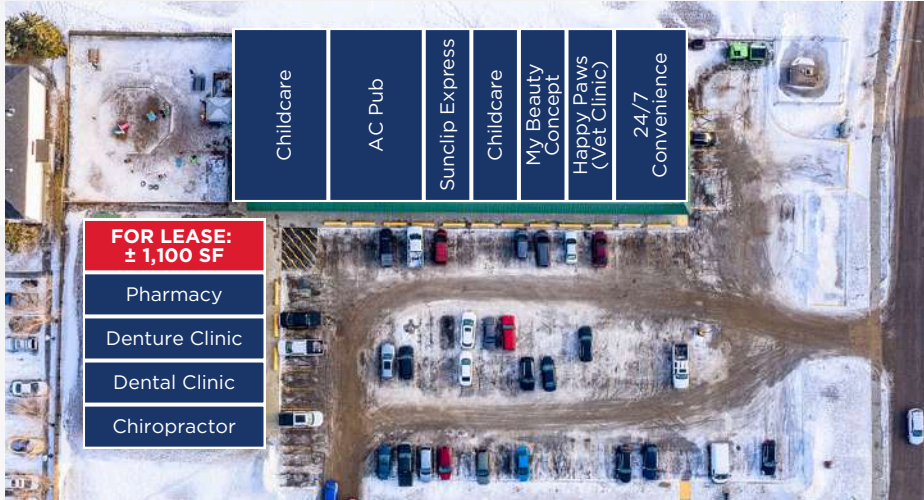 Childcare
AC Pub
Sunclip Express
Childcare
My Beauty
Concept
Happy Paws
(Vet Clinic)
24/7
Convenience
FOR LEASE:
± 1,100 SF
Pharmacy
Denture Clinic
Dental Clinic
Chiropractor